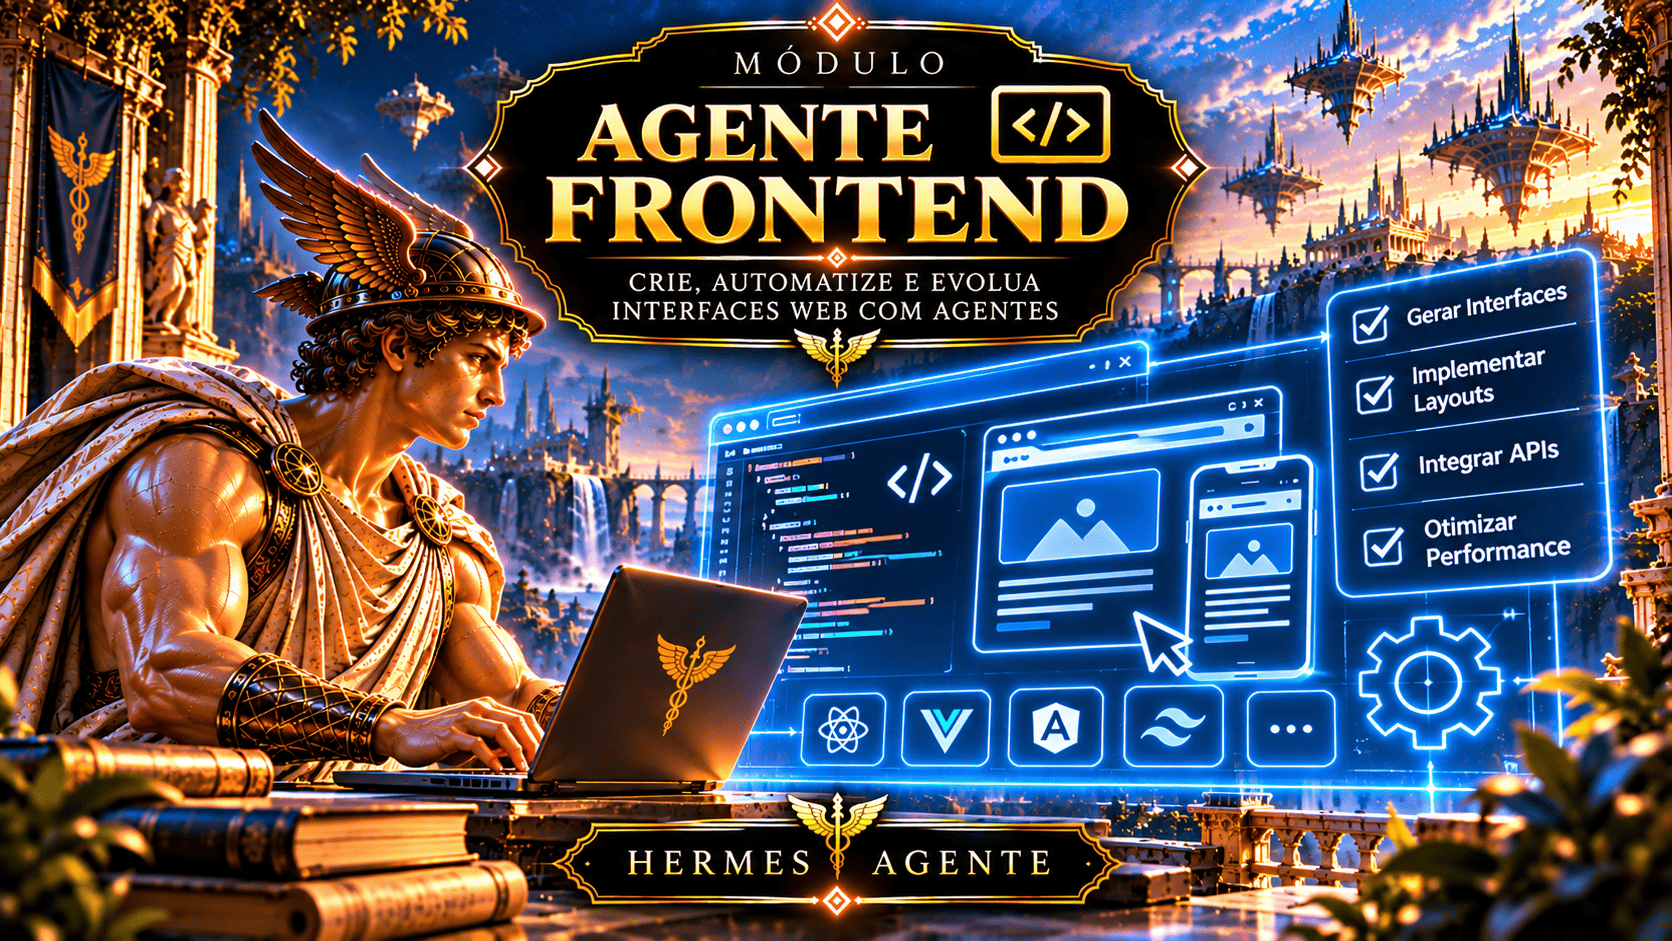 MÓDULO
AGENTE </>
FRONTEND
CRIE, AUTOMATIZE E EVOLUA
INTERFACES WEB COM AGENTES
Gerar Interfaces
Implementar
Layouts
Integrar APIs
Otimizar
Performance
</>
A
HERMES AGENTE